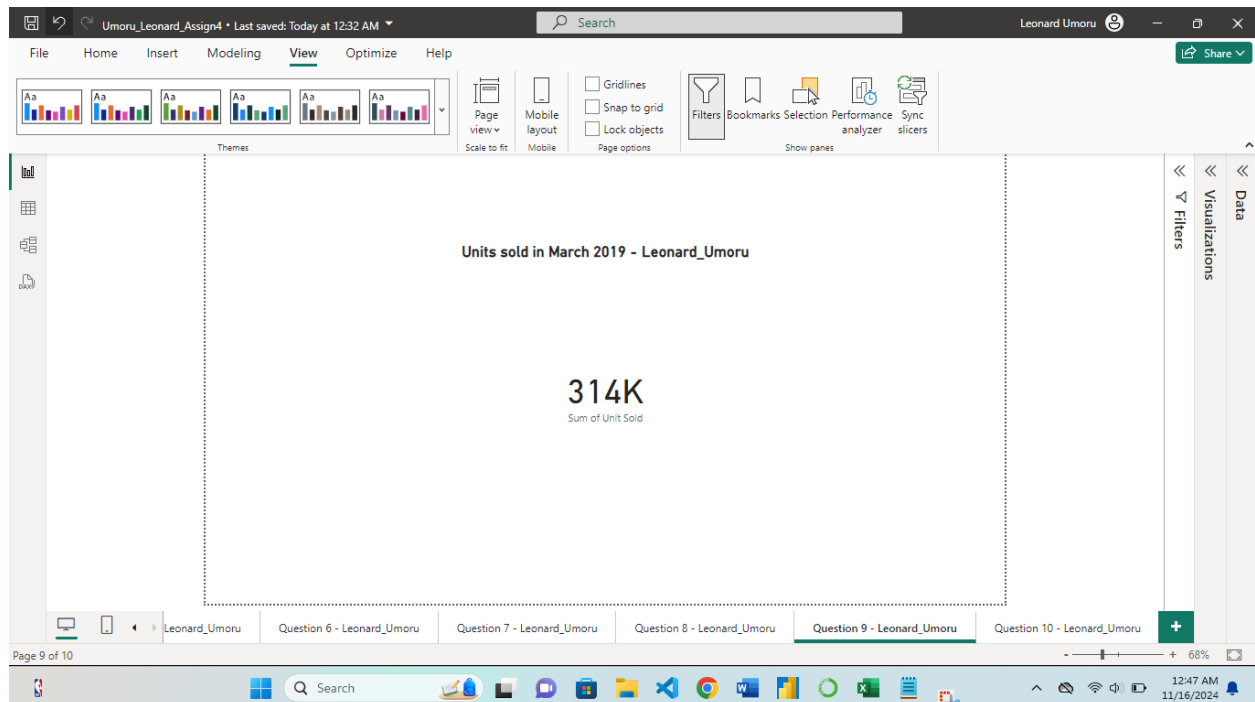 Umoru_Leonard_Assign4 • Last saved: Today at 12:32 AM
Search
Leonard Umoru
File Home Insert Modeling View Optimize Help
Share
Aa Aa Aa Aa Aa Aa
Themes
Page view
Scale to fit
Mobile layout
Mobile
Gridlines
Snap to grid
Lock objects
Page options
Filters
Bookmarks
Selection
Performance analyzer
Sync slicers
Show panes
Filters
Visualizations
Data
DAX
Units sold in March 2019 - Leonard_Umoru
314K
Sum of Unit Sold
Leonard_Umoru Question 6 - Leonard_Umoru Question 7 - Leonard_Umoru Question 8 - Leonard_Umoru Question 9 - Leonard_Umoru Question 10 - Leonard_Umoru +
Page 9 of 10
- + 68%
Search
12:47 AM
11/16/2024